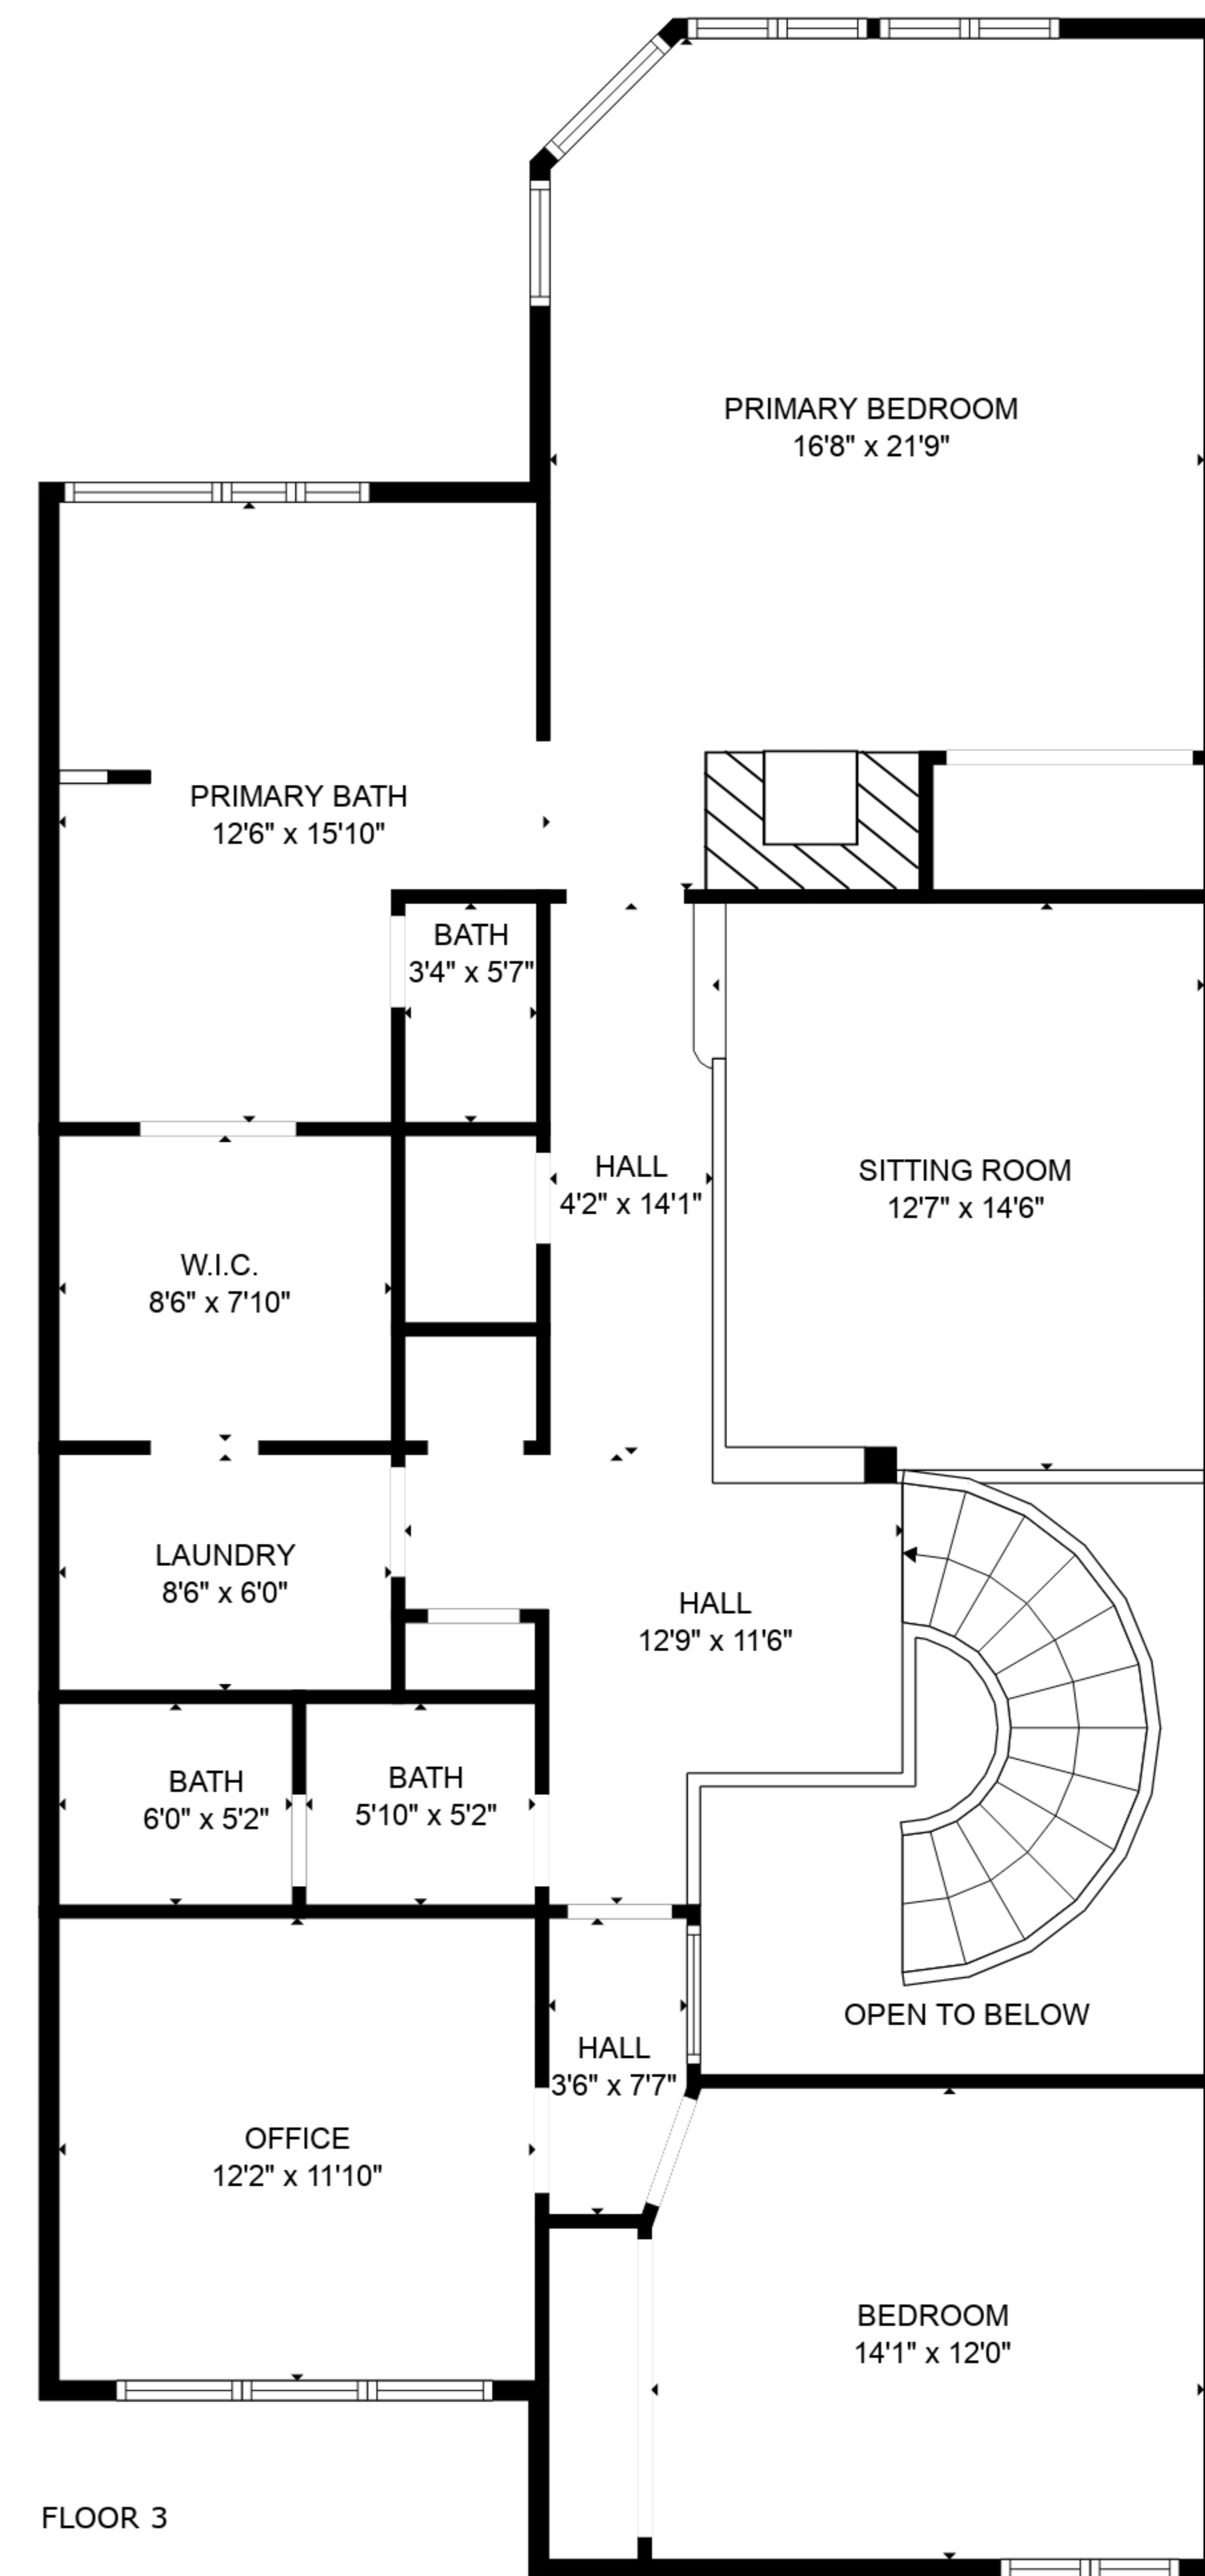 PRIMARY BEDROOM
16'8" x 21'9"
PRIMARY BATH
12'6" x 15'10"
BATH
3'4" x 5'7"
HALL
4'2" x 14'1"
SITTING ROOM
12'7" x 14'6"
W.I.C.
8'6" x 7'10"
LAUNDRY
8'6" x 6'0"
HALL
12'9" x 11'6"
BATH
6'0" x 5'2"
BATH
5'10" x 5'2"
OPEN TO BELOW
HALL
3'6" x 7'7"
OFFICE
12'2" x 11'10"
BEDROOM
14'1" x 12'0"
FLOOR 3